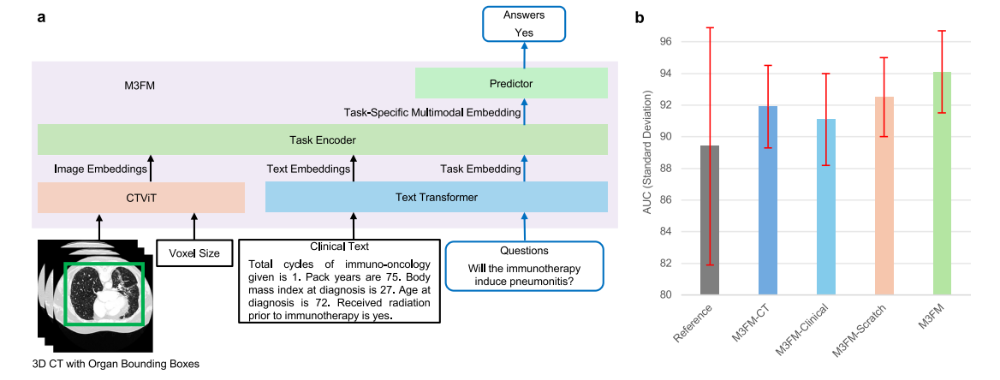 a
Answers
Yes
M3FM
Predictor
Task-Specific Multimodal Embedding
Task Encoder
Image Embeddings
Text Embeddings
Task Embedding
CTViT
Text Transformer
Voxel Size
Clinical Text
Total cycles of immuno-oncology
given is 1. Pack years are 75. Body
mass index at diagnosis is 27. Age at
diagnosis is 72. Received radiation
prior to immunotherapy is yes.
Questions
Will the immunotherapy
induce pneumonitis?
3D CT with Organ Bounding Boxes
b
AUC (Standard Deviation)
96
94
92
90
88
86
84
82
80
Reference
M3FM-CT
M3FM-Clinical
M3FM-Scratch
M3FM